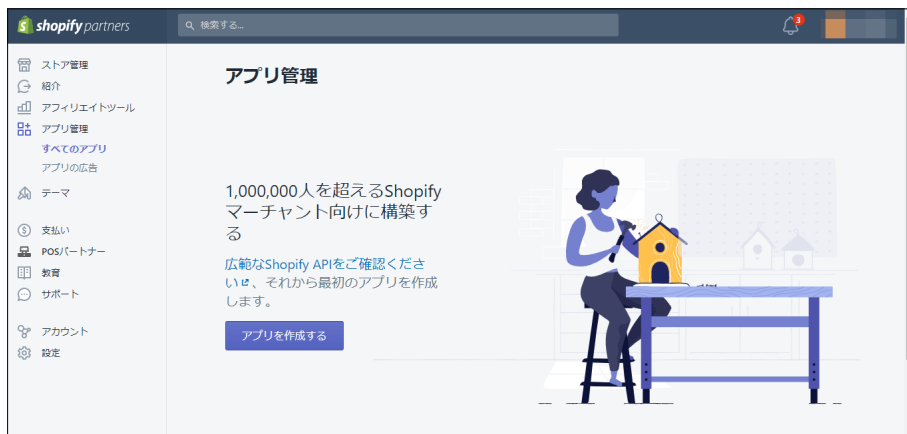 shopify partners
検索する...
3
ストア管理
紹介
アフィリエイトツール
アプリ管理
すべてのアプリ
アプリの広告
テーマ
支払い
POSパートナー
教育
サポート
アカウント
設定
アプリ管理
1,000,000人を超えるShopify
マーチャント向けに構築す
る
広範なShopify APIをご確認くださ
い、それから最初のアプリを作成
します。
アプリを作成する